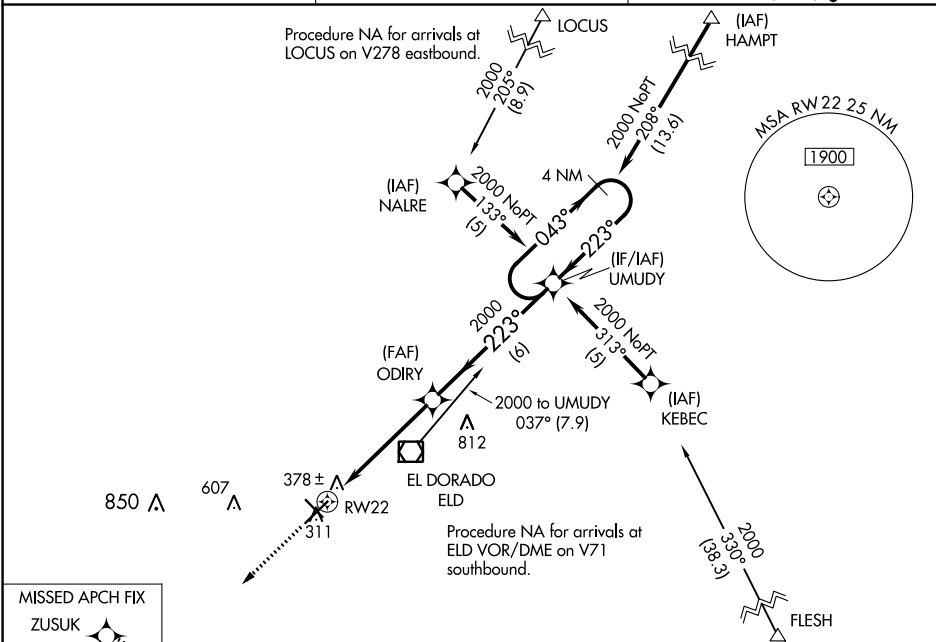 Procedure NA for arrivals at
LOCUS on V278 eastbound.
LOCUS
(IAF)
HAMPT
2000
205°
(8.9)
2000 NoPT
208°
(13.6)
MSA RW22 25 NM
1900
4 NM
(IAF)
NALRE
2000 NoPT
133°
(5)
043°
223°
(IF/IAF)
UMUDY
2000
223°
(6)
2000 NoPT
313°
(5)
(FAF)
ODIRY
(IAF)
KEBEC
2000 to UMUDY
037° (7.9)
812
EL DORADO
ELD
850
607
378 ±
RW22
311
Procedure NA for arrivals at
ELD VOR/DME on V71
southbound.
2000
330°
(38.3)
FLESH
MISSED APCH FIX
ZUSUK